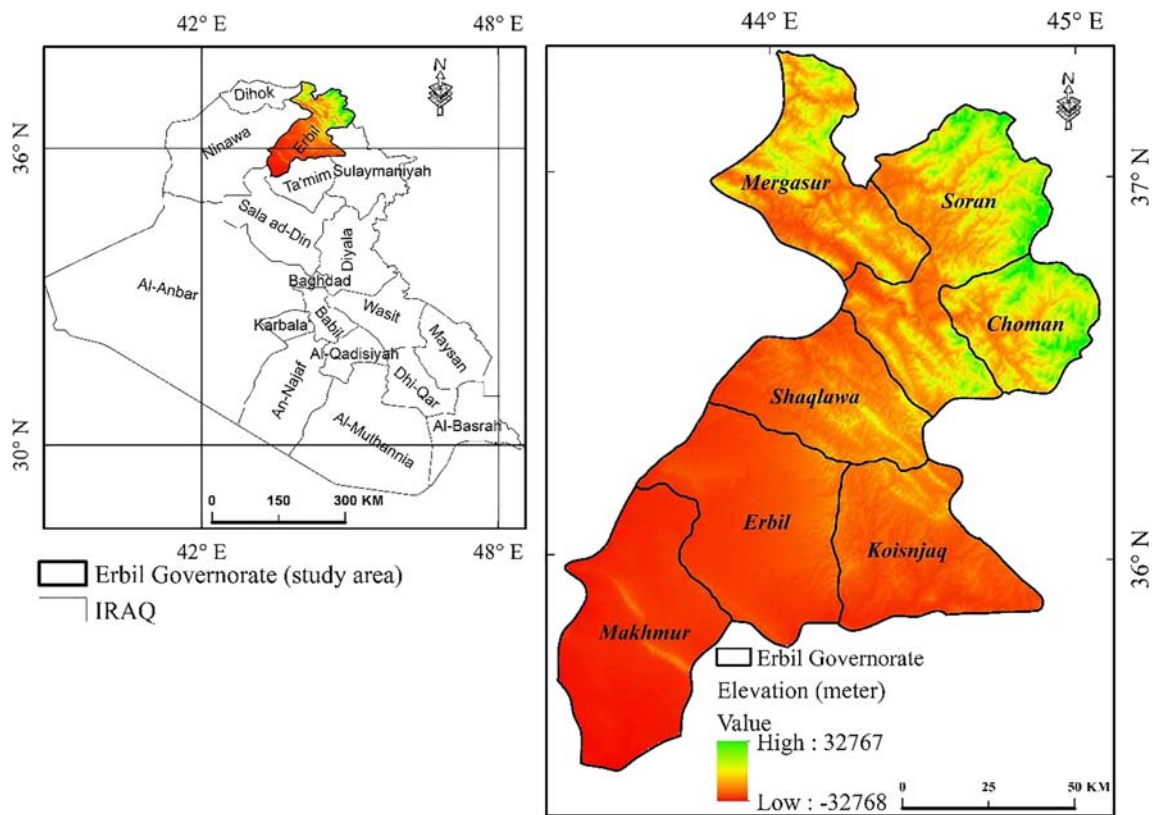 42° E
48° E
N
36° N
30° N
Dihok
Ninawa
Erbil
Ta'mim
Sulaymaniyah
Sala ad-Din
Diyala
Al-Anbar
Baghdad
Wasit
Karbala
Babil
Maysan
Al-Qadisiyah
An-Najaf
Dhi-Qar
Al-Muthannia
Al-Basrah
0 150 300 KM
42° E
48° E
Erbil Governorate (study area)
IRAQ
44° E
45° E
N
37° N
36° N
Mergasur
Soran
Choman
Shaqlawa
Erbil
Koisnjaq
Makhmur
Erbil Governorate
Elevation (meter)
Value
High : 32767
Low : -32768
0 25 50 KM